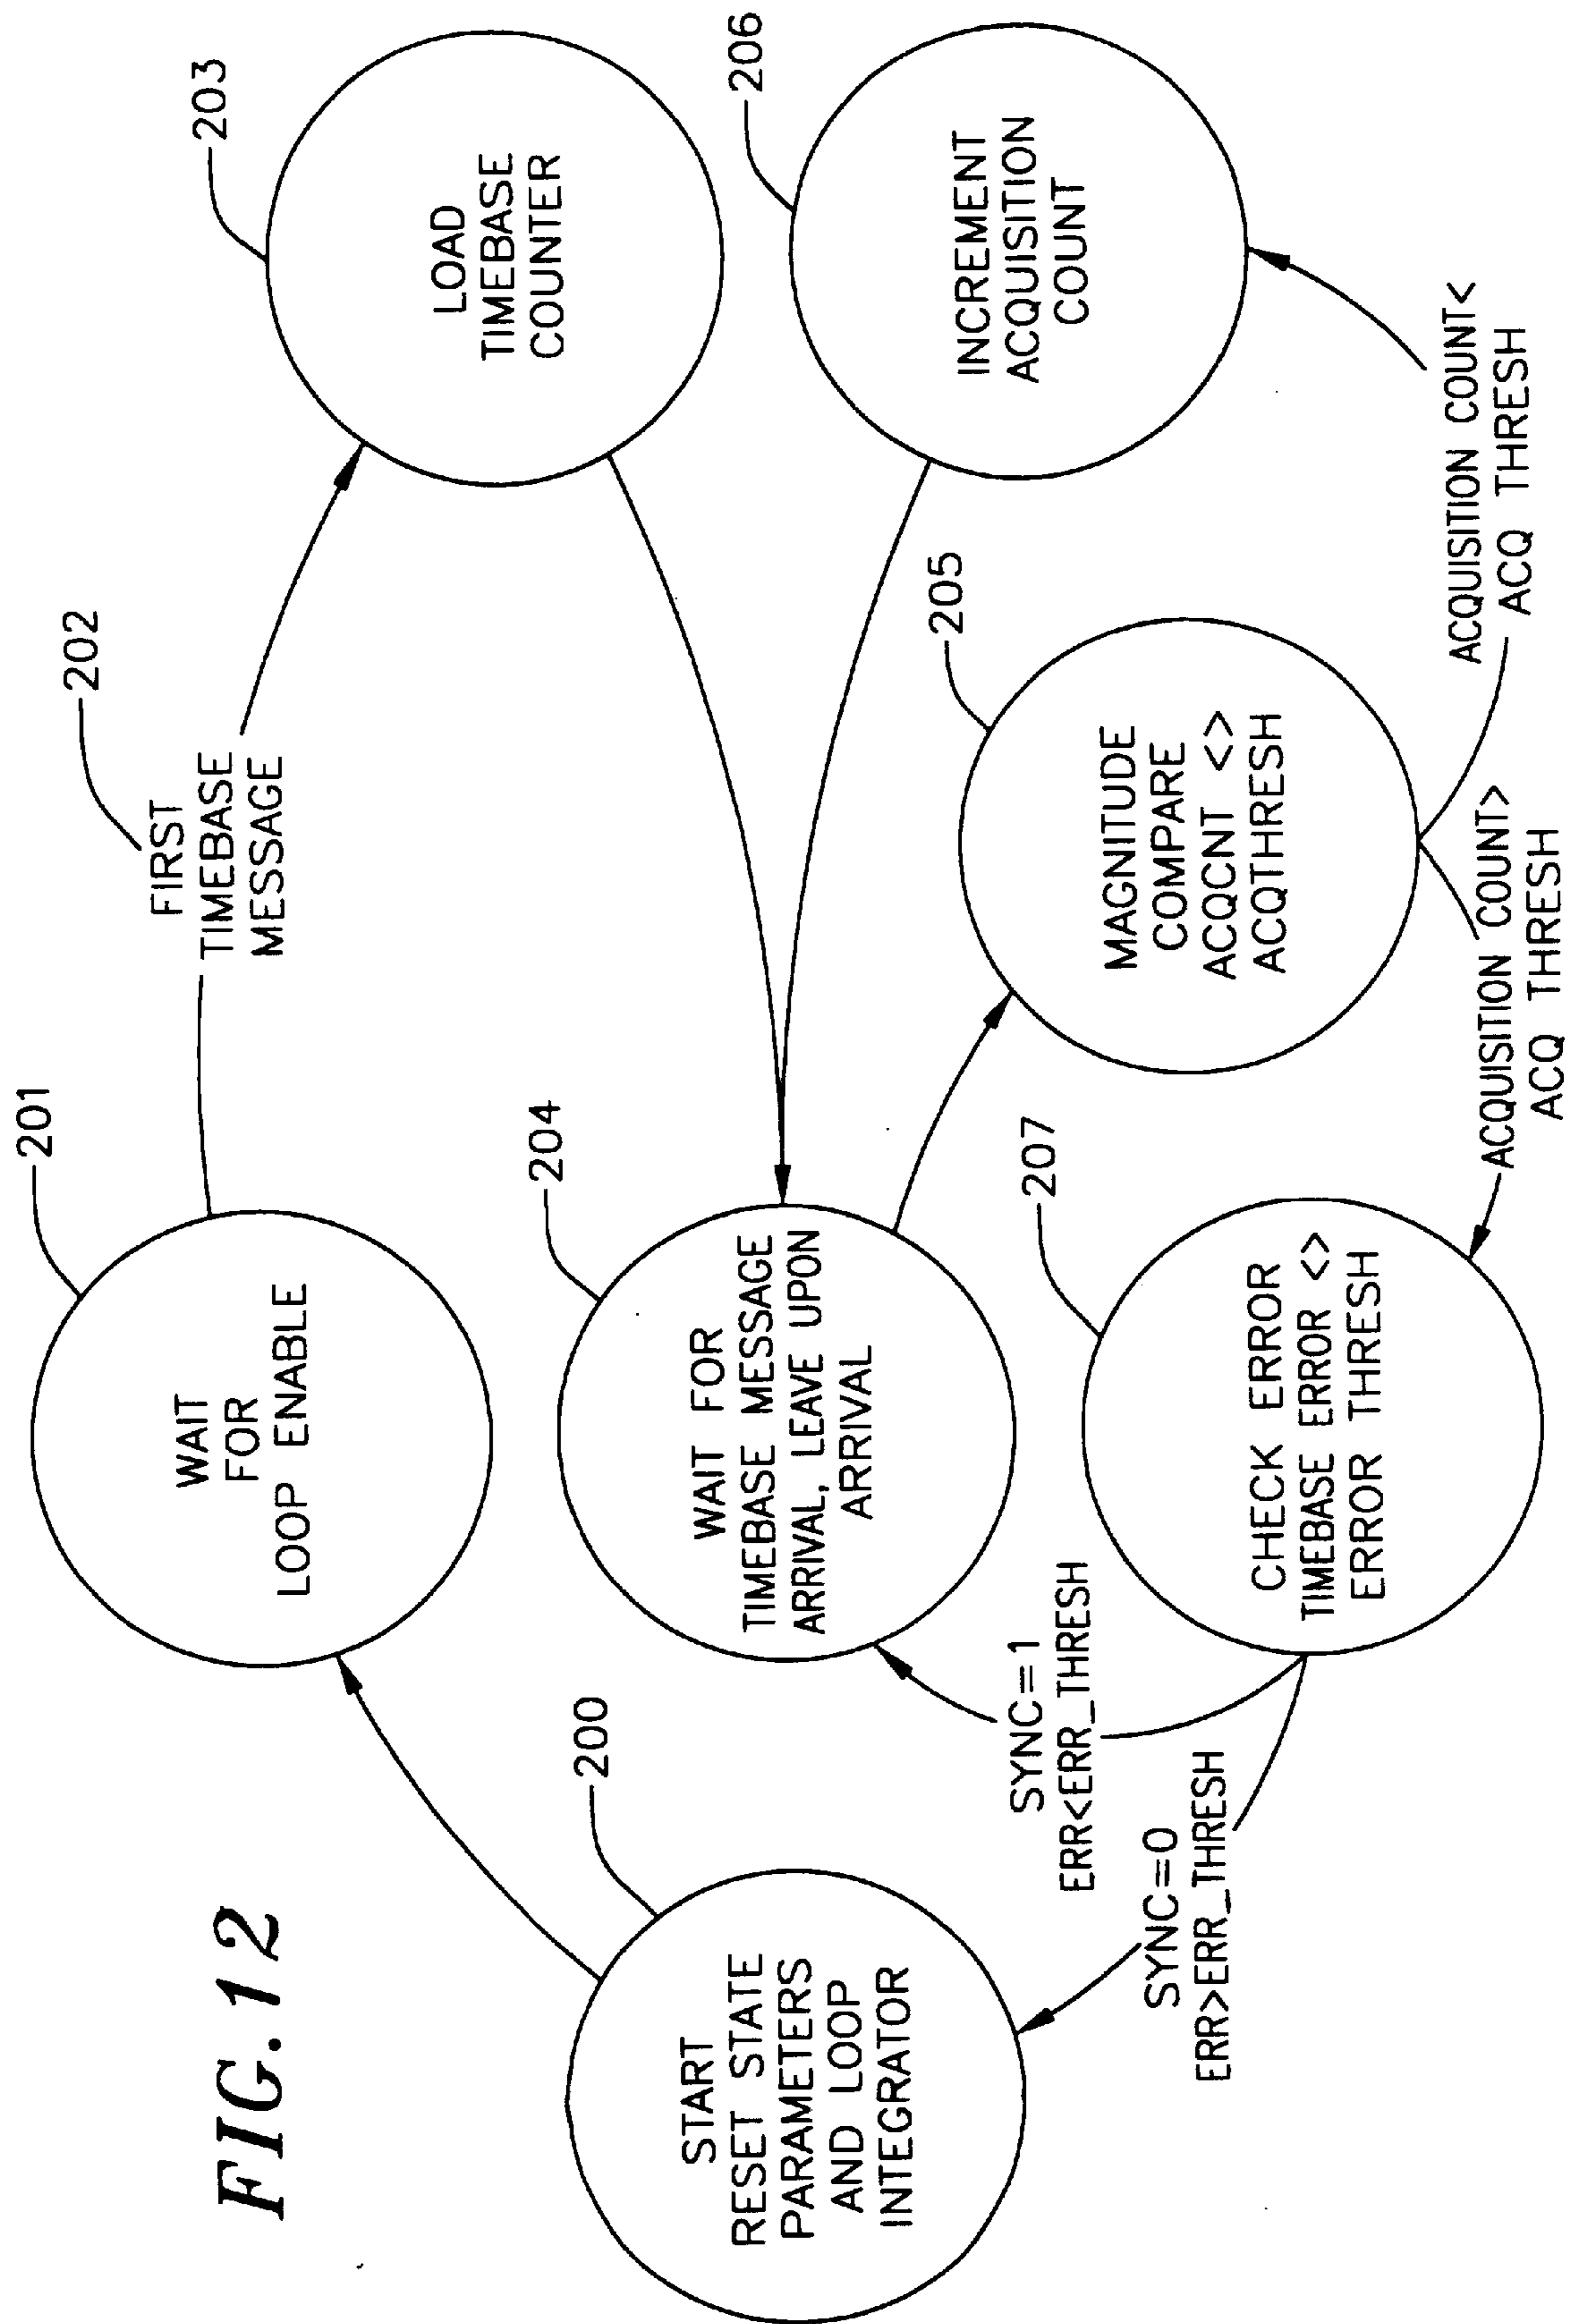 FIG.12
201
WAIT
FOR
LOOP ENABLE
202
FIRST
TIMEBASE
MESSAGE
203
LOAD
TIMEBASE
COUNTER
200
START
RESET STATE
PARAMETERS
AND LOOP
INTEGRATOR
204
WAIT FOR
TIMEBASE MESSAGE
ARRIVAL, LEAVE UPON
ARRIVAL
206
INCREMENT
ACQUISITION
COUNT
205
MAGNITUDE
COMPARE
ACQCNT <>
ACQTHRESH
SYNC=1
ERR<ERR_THRESH
SYNC=0
ERR>ERR_THRESH
207
CHECK ERROR
TIMEBASE ERROR <>
ERROR THRESH
ACQUISITION COUNT>
ACQ THRESH
ACQUISITION COUNT<
ACQ THRESH